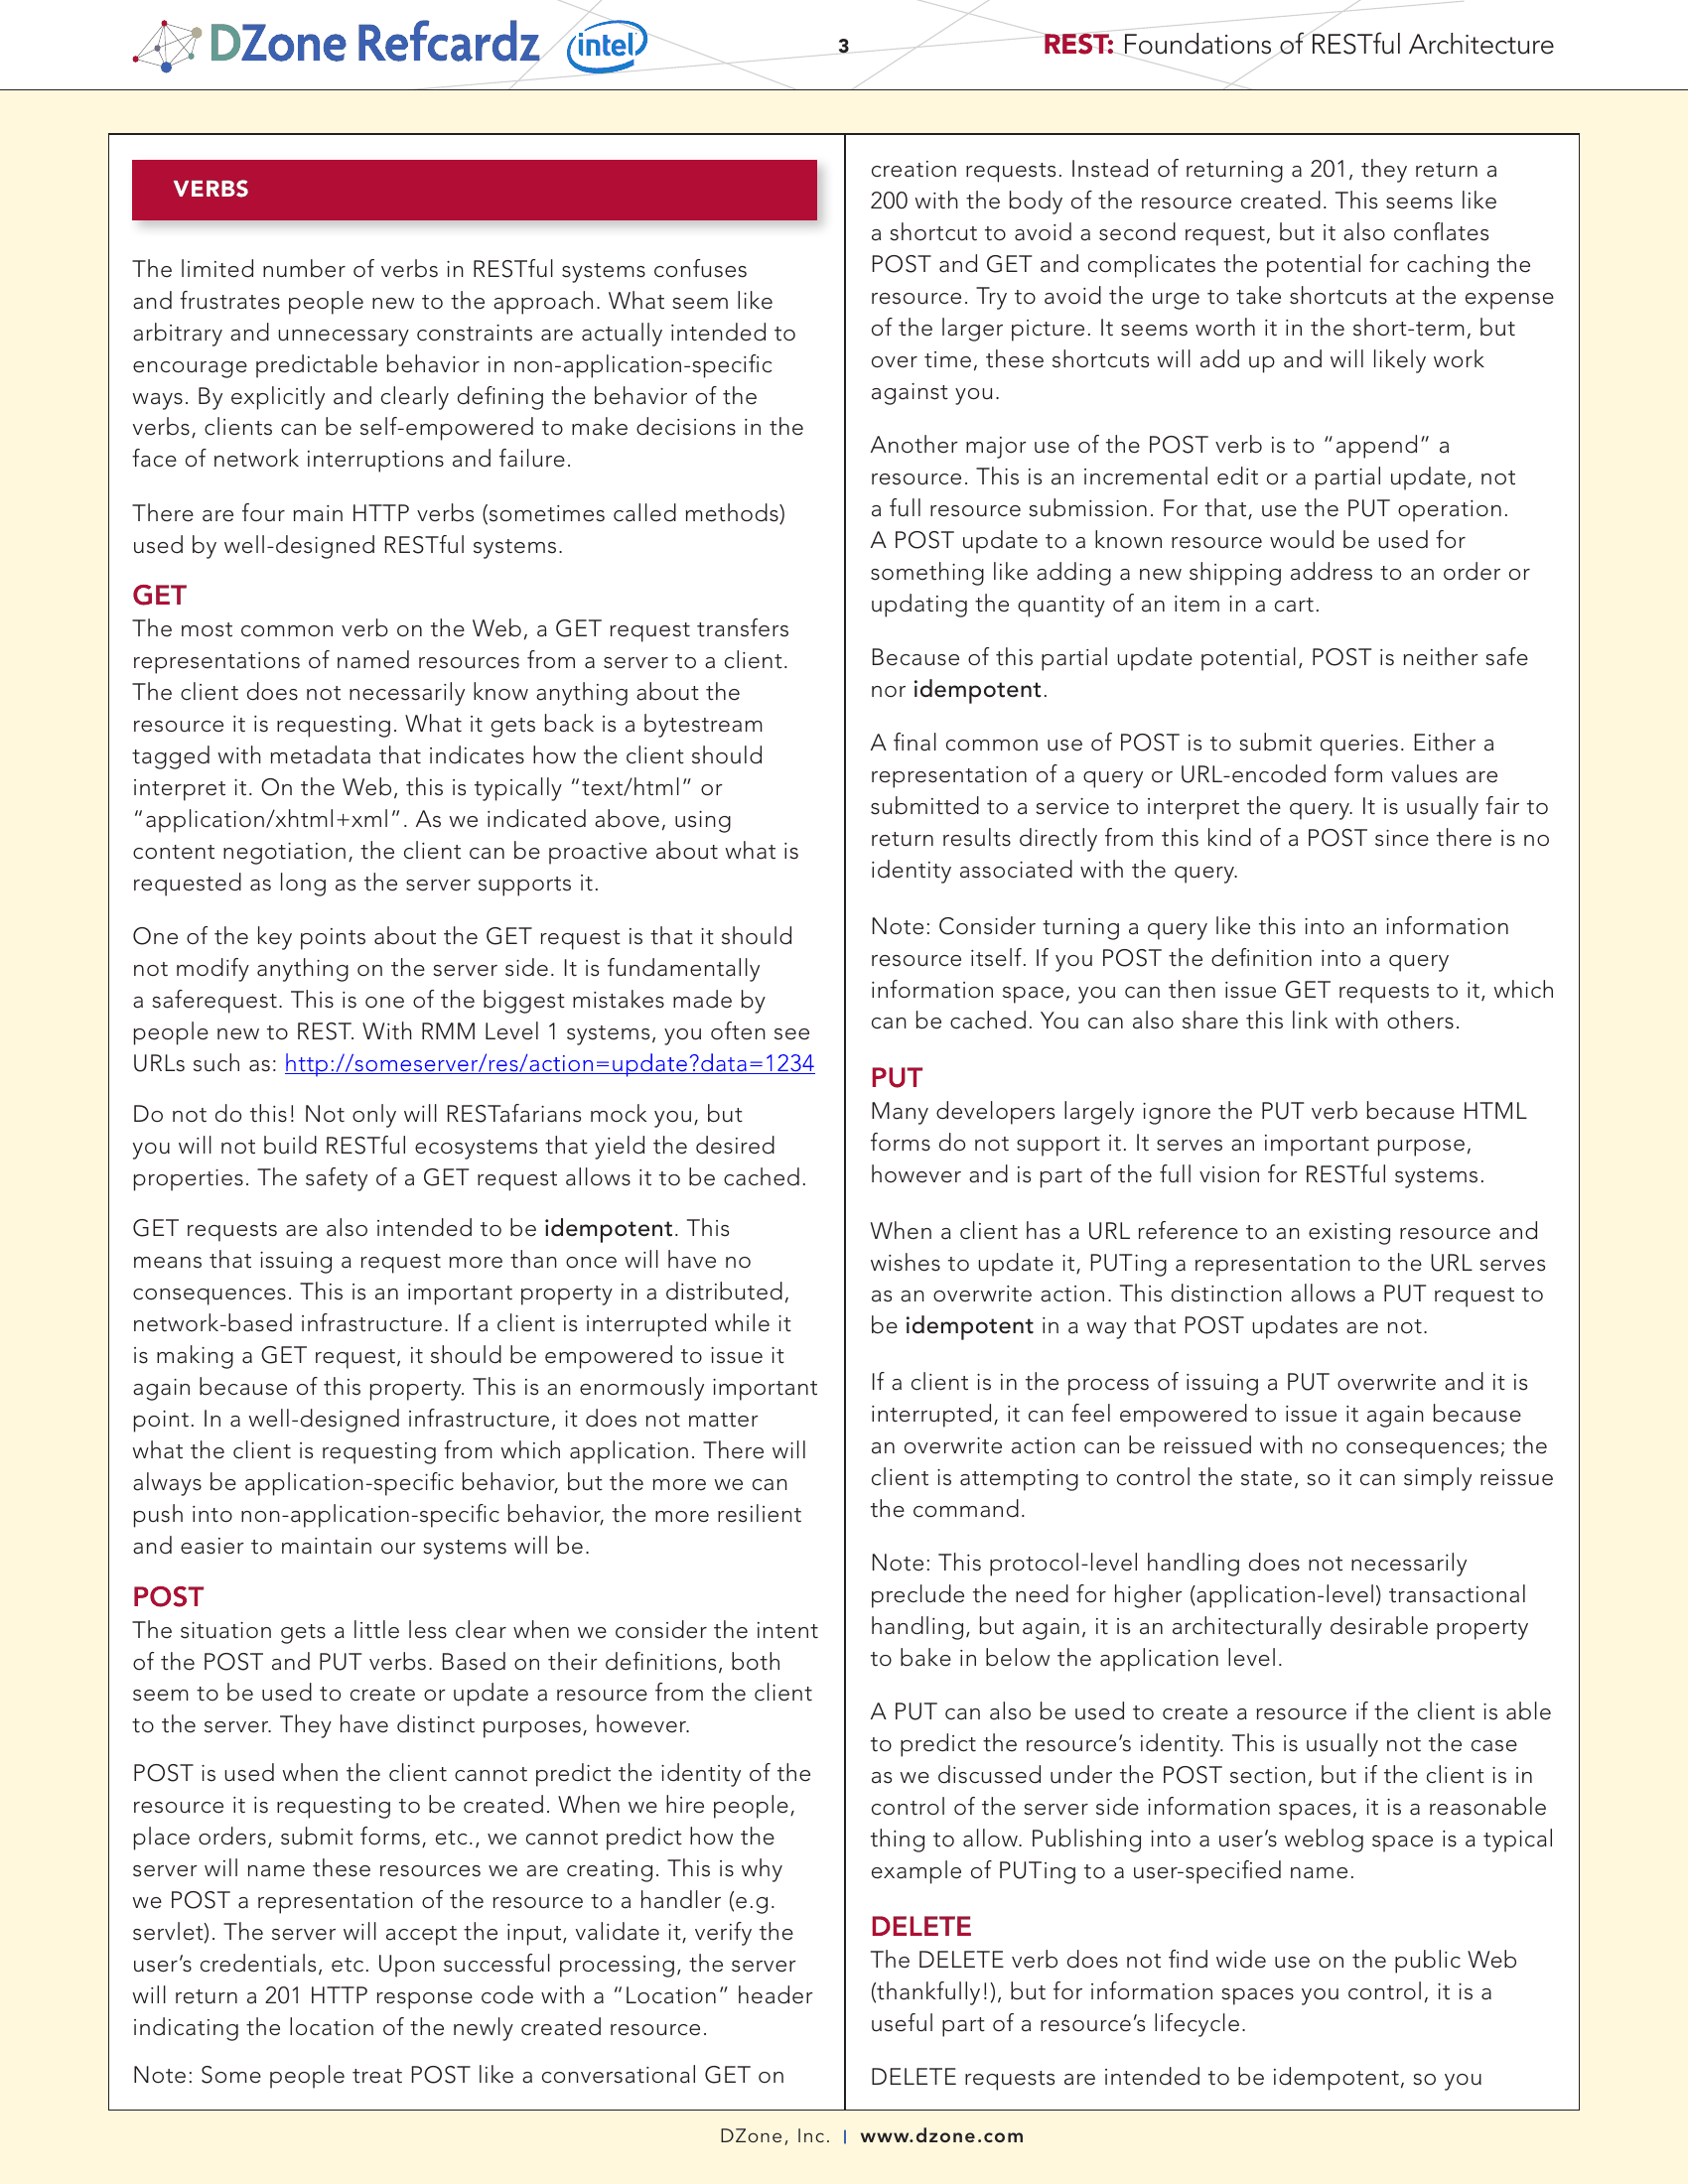 DZone Refcardz
intel
3
REST: Foundations of RESTful Architecture
VERBS
The limited number of verbs in RESTful systems confuses
and frustrates people new to the approach. What seem like
arbitrary and unnecessary constraints are actually intended to
encourage predictable behavior in non-application-specific
ways. By explicitly and clearly defining the behavior of the
verbs, clients can be self-empowered to make decisions in the
face of network interruptions and failure.
There are four main HTTP verbs (sometimes called methods)
used by well-designed RESTful systems.
GET
The most common verb on the Web, a GET request transfers
representations of named resources from a server to a client.
The client does not necessarily know anything about the
resource it is requesting. What it gets back is a bytestream
tagged with metadata that indicates how the client should
interpret it. On the Web, this is typically “text/html” or
“application/xhtml+xml”. As we indicated above, using
content negotiation, the client can be proactive about what is
requested as long as the server supports it.
One of the key points about the GET request is that it should
not modify anything on the server side. It is fundamentally
a saferequest. This is one of the biggest mistakes made by
people new to REST. With RMM Level 1 systems, you often see
URLs such as: http://someserver/res/action=update?data=1234
Do not do this! Not only will RESTafarians mock you, but
you will not build RESTful ecosystems that yield the desired
properties. The safety of a GET request allows it to be cached.
GET requests are also intended to be idempotent. This
means that issuing a request more than once will have no
consequences. This is an important property in a distributed,
network-based infrastructure. If a client is interrupted while it
is making a GET request, it should be empowered to issue it
again because of this property. This is an enormously important
point. In a well-designed infrastructure, it does not matter
what the client is requesting from which application. There will
always be application-specific behavior, but the more we can
push into non-application-specific behavior, the more resilient
and easier to maintain our systems will be.
POST
The situation gets a little less clear when we consider the intent
of the POST and PUT verbs. Based on their definitions, both
seem to be used to create or update a resource from the client
to the server. They have distinct purposes, however.
POST is used when the client cannot predict the identity of the
resource it is requesting to be created. When we hire people,
place orders, submit forms, etc., we cannot predict how the
server will name these resources we are creating. This is why
we POST a representation of the resource to a handler (e.g.
servlet). The server will accept the input, validate it, verify the
user’s credentials, etc. Upon successful processing, the server
will return a 201 HTTP response code with a “Location” header
indicating the location of the newly created resource.
Note: Some people treat POST like a conversational GET on
creation requests. Instead of returning a 201, they return a
200 with the body of the resource created. This seems like
a shortcut to avoid a second request, but it also conflates
POST and GET and complicates the potential for caching the
resource. Try to avoid the urge to take shortcuts at the expense
of the larger picture. It seems worth it in the short-term, but
over time, these shortcuts will add up and will likely work
against you.
Another major use of the POST verb is to “append” a
resource. This is an incremental edit or a partial update, not
a full resource submission. For that, use the PUT operation.
A POST update to a known resource would be used for
something like adding a new shipping address to an order or
updating the quantity of an item in a cart.
Because of this partial update potential, POST is neither safe
nor idempotent.
A final common use of POST is to submit queries. Either a
representation of a query or URL-encoded form values are
submitted to a service to interpret the query. It is usually fair to
return results directly from this kind of a POST since there is no
identity associated with the query.
Note: Consider turning a query like this into an information
resource itself. If you POST the definition into a query
information space, you can then issue GET requests to it, which
can be cached. You can also share this link with others.
PUT
Many developers largely ignore the PUT verb because HTML
forms do not support it. It serves an important purpose,
however and is part of the full vision for RESTful systems.
When a client has a URL reference to an existing resource and
wishes to update it, PUTing a representation to the URL serves
as an overwrite action. This distinction allows a PUT request to
be idempotent in a way that POST updates are not.
If a client is in the process of issuing a PUT overwrite and it is
interrupted, it can feel empowered to issue it again because
an overwrite action can be reissued with no consequences; the
client is attempting to control the state, so it can simply reissue
the command.
Note: This protocol-level handling does not necessarily
preclude the need for higher (application-level) transactional
handling, but again, it is an architecturally desirable property
to bake in below the application level.
A PUT can also be used to create a resource if the client is able
to predict the resource’s identity. This is usually not the case
as we discussed under the POST section, but if the client is in
control of the server side information spaces, it is a reasonable
thing to allow. Publishing into a user’s weblog space is a typical
example of PUTing to a user-specified name.
DELETE
The DELETE verb does not find wide use on the public Web
(thankfully!), but for information spaces you control, it is a
useful part of a resource’s lifecycle.
DELETE requests are intended to be idempotent, so you
DZone, Inc. | www.dzone.com